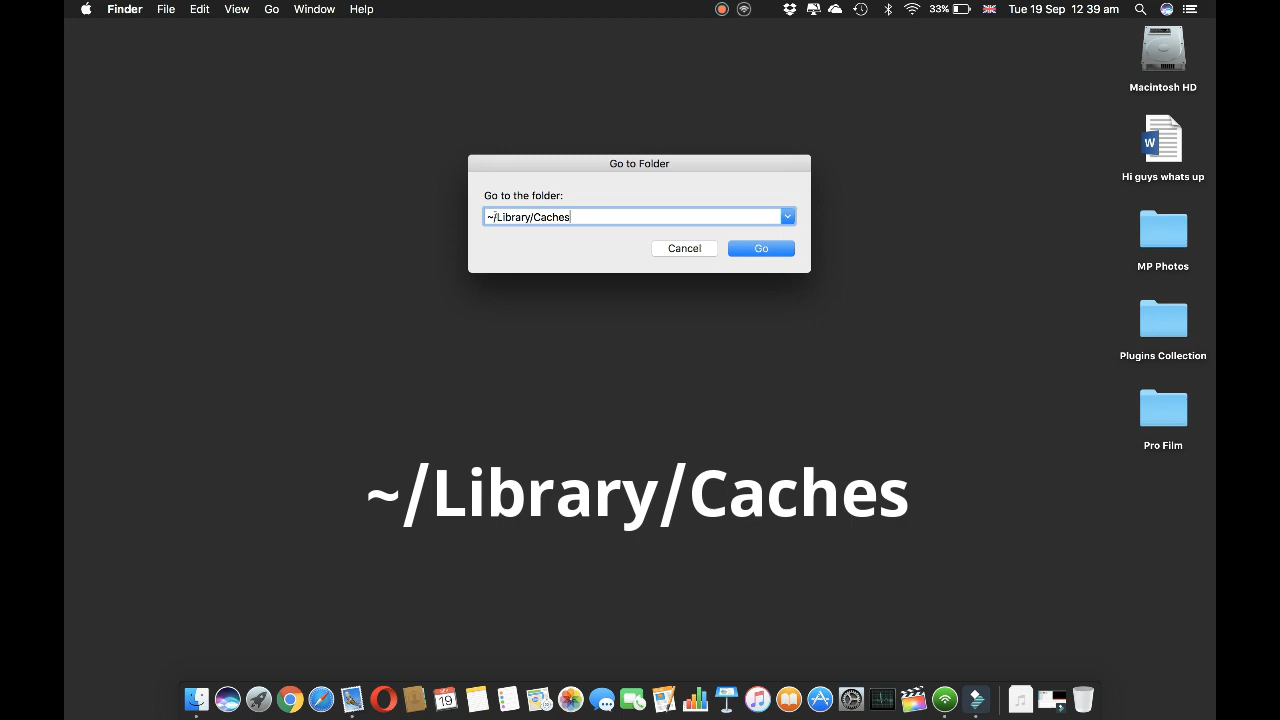 Finder File Edit View Go Window Help 33% Tue 19 Sep 12 39 am
Macintosh HD
W
Hi guys whats up
MP Photos
Plugins Collection
Pro Film
Go to Folder
Go to the folder:
~/Library/Caches
Cancel Go
~/Library/Caches
19